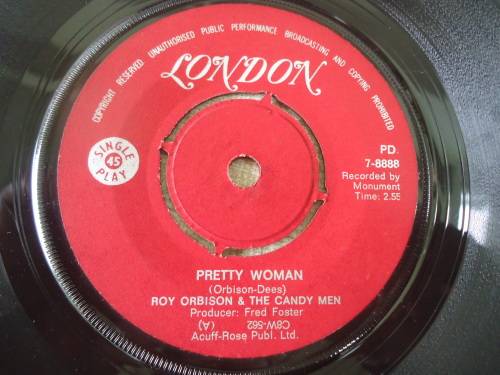 COPYRIGHT RESERVED UNAUTHORISED PUBLIC PERFORMANCE BROADCASTING AND COPYING PROHIBITED
LONDON
SINGLE
45
PLAY
PD.
7-8888
Recorded by
Monument
Time: 2.55
PRETTY WOMAN
(Orbison-Dees)
ROY ORBISON & THE CANDY MEN
Producer: Fred Foster
C8W-562 (A)
Acuff-Rose Publ. Ltd.